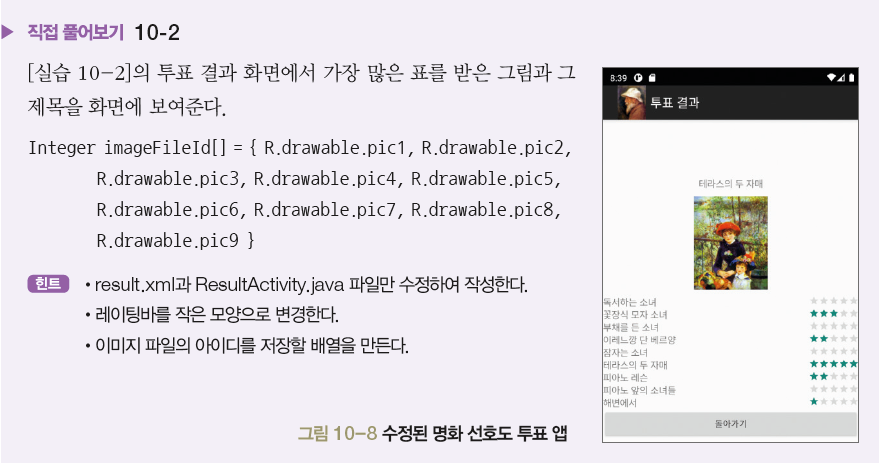 ▶ 직접 풀어보기 10-2
[실습 10-2]의 투표 결과 화면에서 가장 많은 표를 받은 그림과 그
제목을 화면에 보여준다.
Integer imageFileId[] = { R.drawable.pic1, R.drawable.pic2,
R.drawable.pic3, R.drawable.pic4, R.drawable.pic5,
R.drawable.pic6, R.drawable.pic7, R.drawable.pic8,
R.drawable.pic9 }
힌트 • result.xml과 ResultActivity.java 파일만 수정하여 작성한다.
• 레이팅바를 작은 모양으로 변경한다.
• 이미지 파일의 아이디를 저장할 배열을 만든다.
8:39
투표 결과
테라스의 두 자매
독서하는 소녀
꽃장식 모자 소녀
부채를 든 소녀
이레느깡 단 베르양
잠자는 소녀
테라스의 두 자매
피아노 레슨
피아노 앞의 소녀들
해변에서
돌아가기
그림 10-8 수정된 명화 선호도 투표 앱